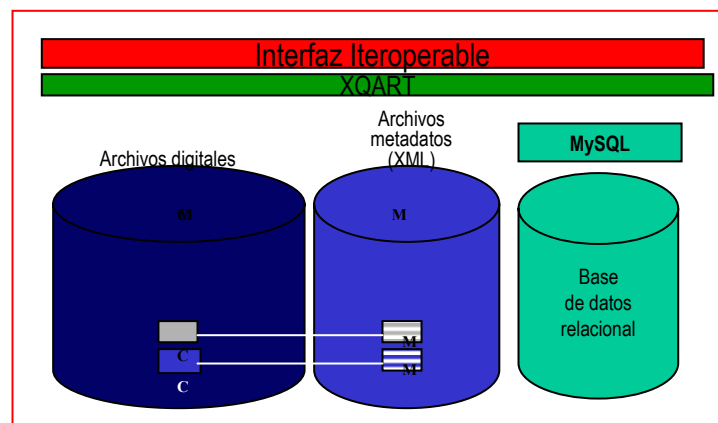 Interfaz Iteroperable
XQART
Archivos digitales
Archivos
metadatos
(XML)
MySQL
M
M
Base
de datos
relacional
C
M
M
C